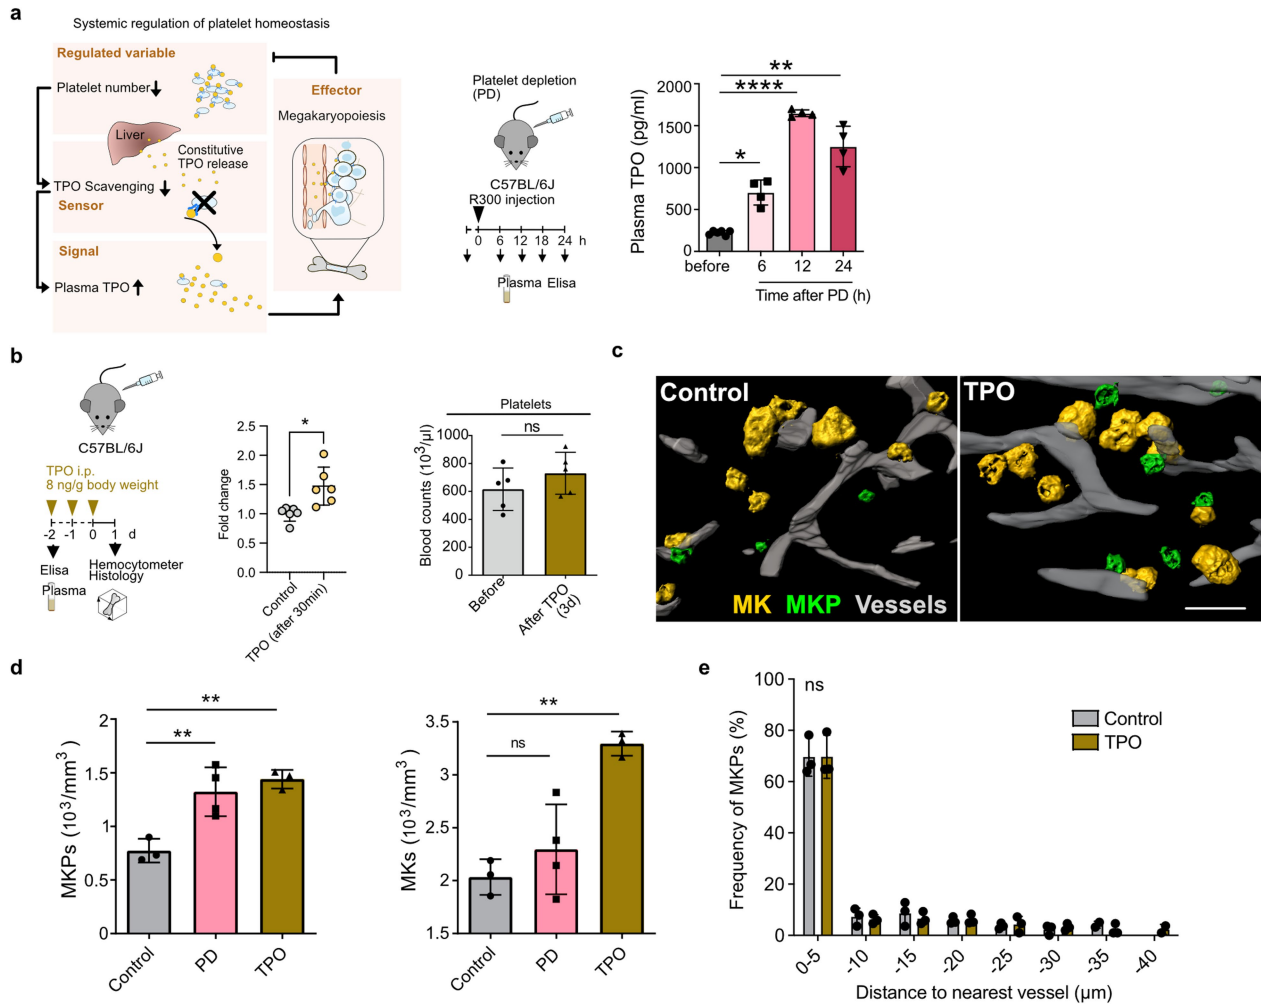 a
Systemic regulation of platelet homeostasis
Regulated variable
Platelet number
Liver
Constitutive
TPO release
TPO Scavenging
Sensor
Signal
Plasma TPO
Effector
Megakaryopoiesis
Platelet depletion
(PD)
C57BL/6J
R300 injection
0 6 12 18 24 h
Plasma Elisa
Plasma TPO (pg/ml)
2000
1500
1000
500
0
**
****
*
before 6 12 24
Time after PD (h)
b
C57BL/6J
TPO i.p.
8 ng/g body weight
-2 -1 0 1 d
Elisa
Plasma
Hemocytometer
Histology
Fold change
2.5
2.0
1.5
1.0
0.5
0.0
*
Control
TPO (after 30min)
Platelets
Blood counts (10³/µl)
1000
800
600
400
200
0
ns
Before
After TPO
(3d)
c
Control
TPO
MK MKP Vessels
d
MKPs (10³/mm³)
2
1.5
1
0.5
0
**
**
Control
PD
TPO
MKs (10³/mm³)
3.5
3
2.5
2
1.5
**
ns
Control
PD
TPO
e
Frequency of MKPs (%)
100
80
60
40
20
0
ns
Control
TPO
0-5
-10
-15
-20
-25
-30
-35
-40
Distance to nearest vessel (µm)